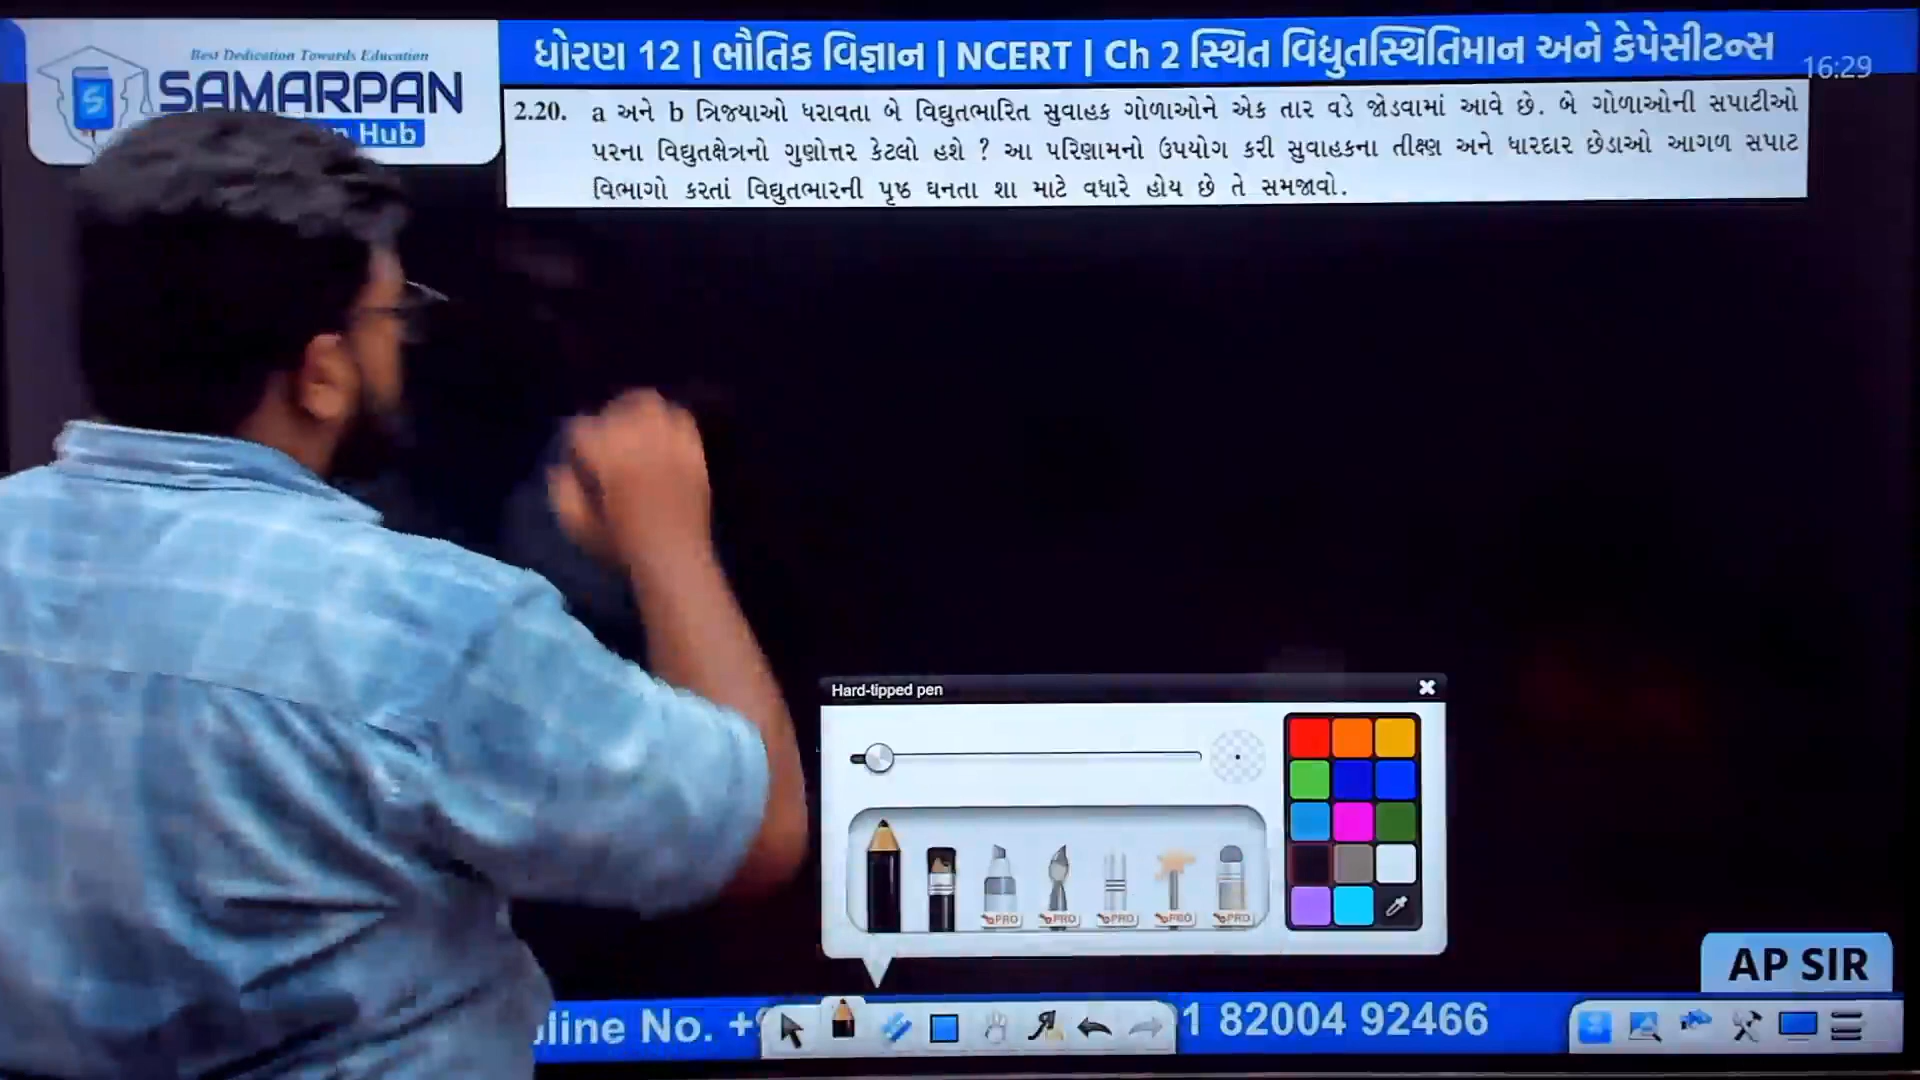 Best Dedication Towards Education
SAMARPAN
Hub
ધોરણ 12 | ભૌતિક વિજ્ઞાન | NCERT | Ch 2 સ્થિત વિદ્યુતસ્થિતિમાન અને કેપેસીટન્સ
16:29
2.20. a અને b ત્રિજ્યાઓ ધરાવતા બે વિદ્યુતભારિત સુવાહક ગોળાઓને એક તાર વડે જોડવામાં આવે છે. બે ગોળાઓની સપાટીઓ
પરના વિદ્યુતક્ષેત્રનો ગુણોત્તર કેટલો હશે ? આ પરિણામનો ઉપયોગ કરી સુવાહકના તીક્ષ્ણ અને ધારદાર છેડાઓ આગળ સપાટ
વિભાગો કરતાં વિદ્યુતભારની પૃષ્ઠ ઘનતા શા માટે વધારે હોય છે તે સમજાવો.
Hard-tipped pen
PRO PRO PRO PRO PRO
AP SIR
line No. + 1 82004 92466